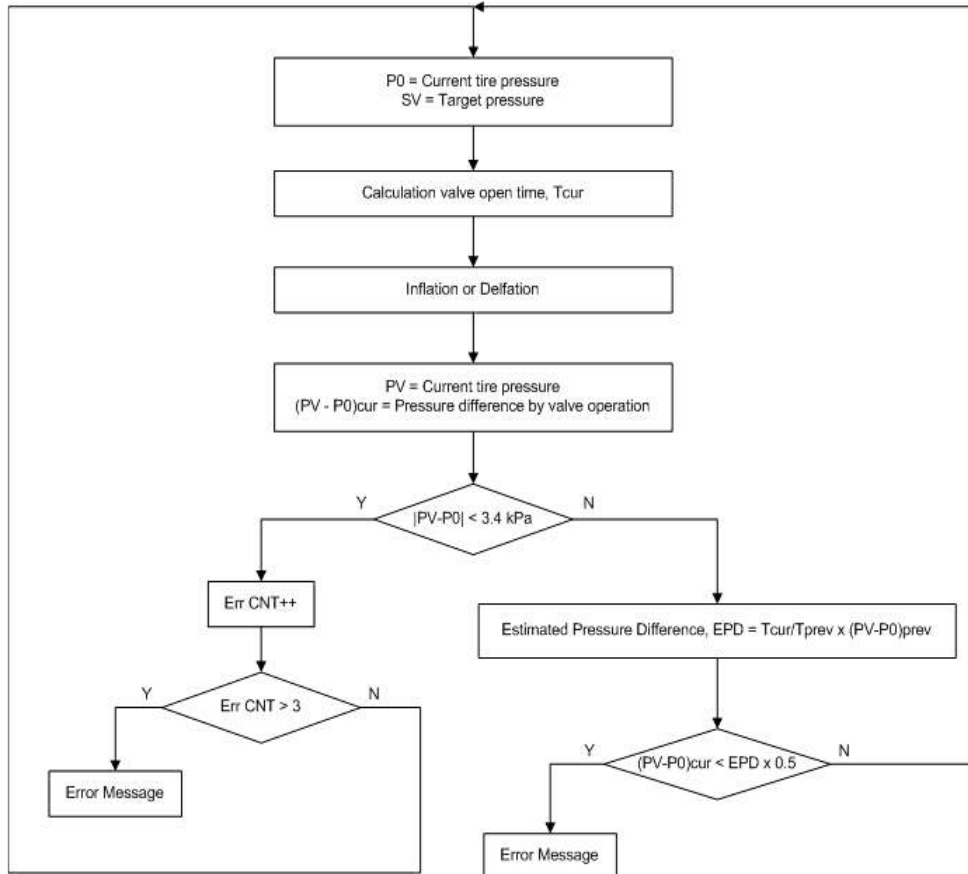 P0 = Current tire pressure
SV = Target pressure
Calculation valve open time, Tcur
Inflation or Delfation
PV = Current tire pressure
(PV - P0)cur = Pressure difference by valve operation
Y
|PV-P0| < 3.4 kPa
N
Err CNT++
Estimated Pressure Difference, EPD = Tcur/Tprev x (PV-P0)prev
Y
Err CNT > 3
N
Error Message
Y
(PV-P0)cur < EPD x 0.5
N
Error Message